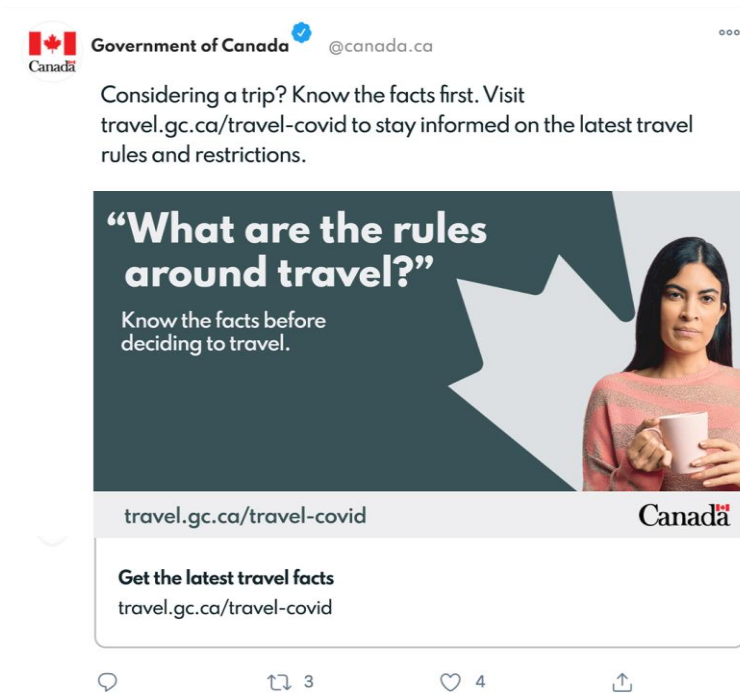 Government of Canada @canada.ca
Canada
Considering a trip? Know the facts first. Visit
travel.gc.ca/travel-covid to stay informed on the latest travel
rules and restrictions.
“What are the rules
around travel?”
Know the facts before
deciding to travel.
travel.gc.ca/travel-covid Canada
Get the latest travel facts
travel.gc.ca/travel-covid
3 4